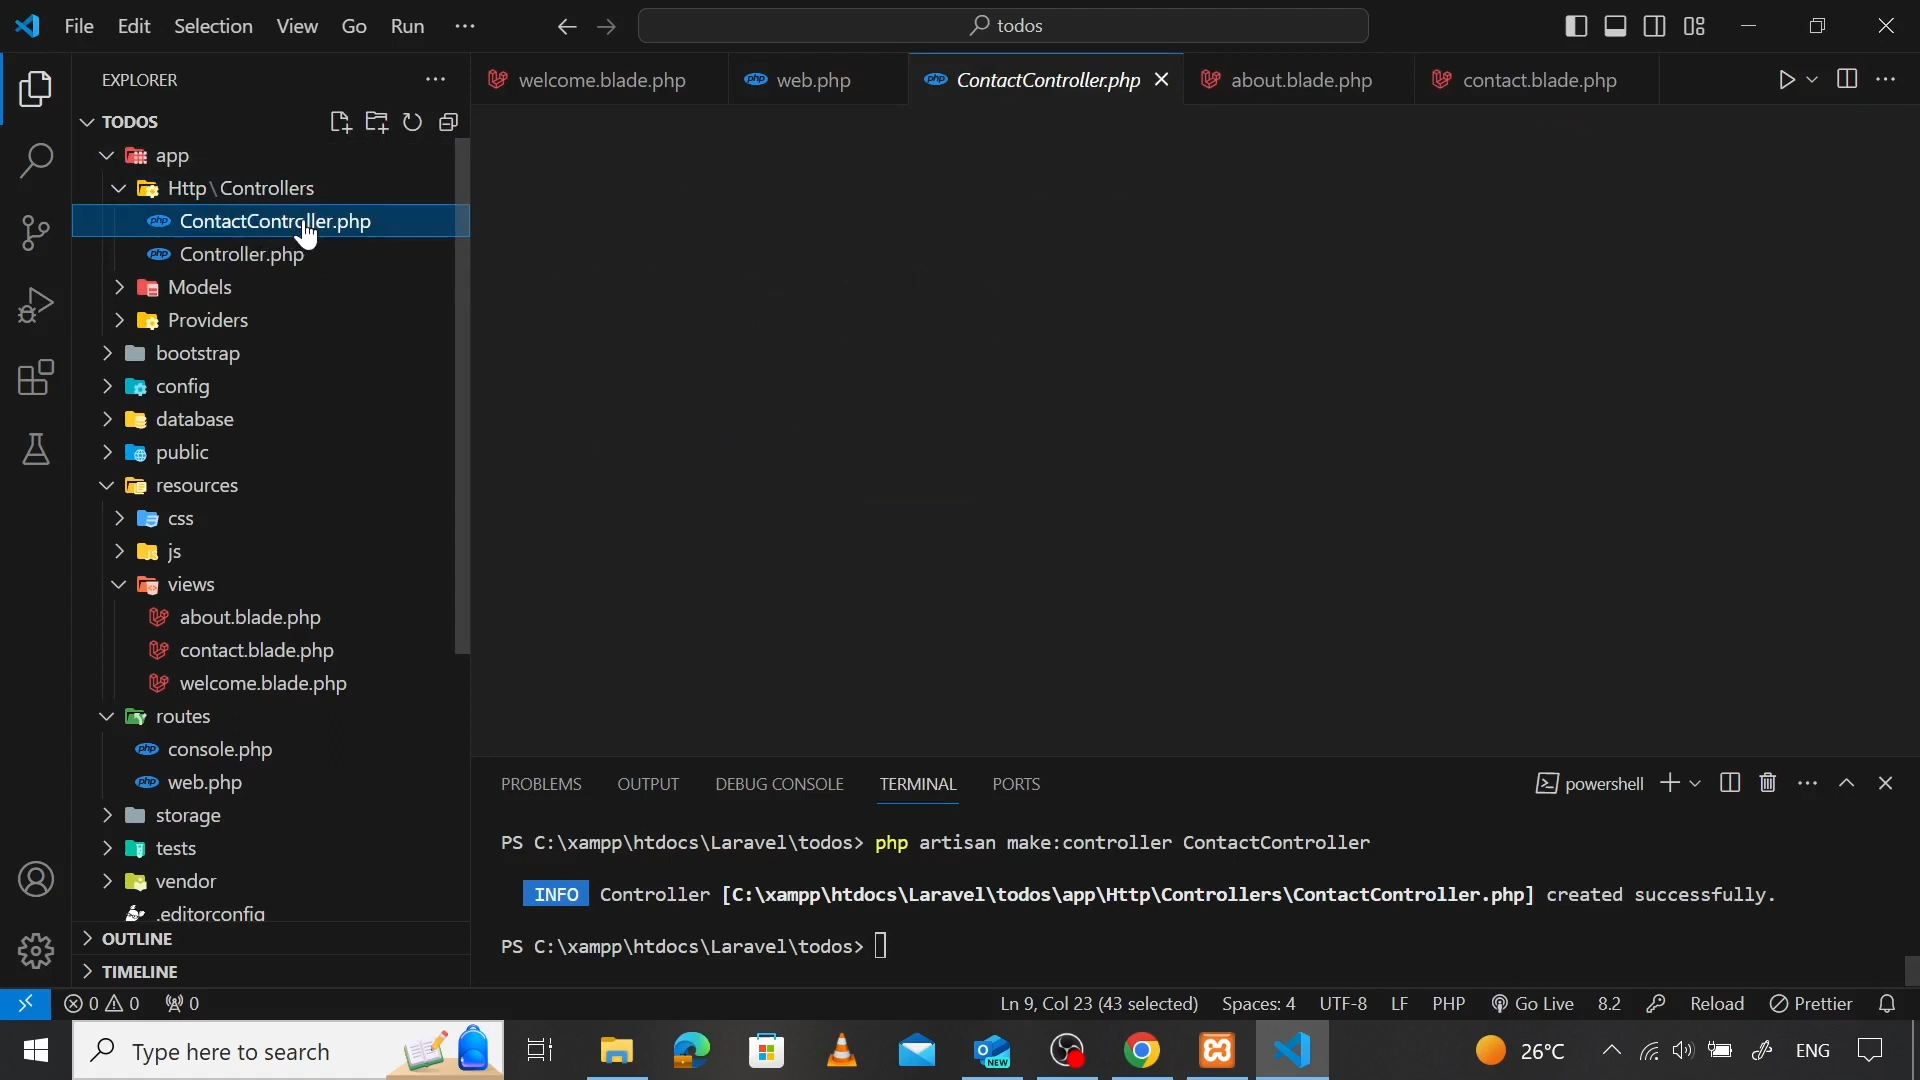 File Edit Selection View Go Run ···
todos
EXPLORER
TODOS
app
Http\Controllers
ContactController.php
Controller.php
Models
Providers
bootstrap
config
database
public
resources
css
js
views
about.blade.php
contact.blade.php
welcome.blade.php
routes
console.php
web.php
storage
tests
vendor
.editorconfig
OUTLINE
TIMELINE
welcome.blade.php web.php ContactController.php about.blade.php contact.blade.php
PROBLEMS OUTPUT DEBUG CONSOLE TERMINAL PORTS
powershell
PS C:\xampp\htdocs\Laravel\todos> php artisan make:controller ContactController
INFO Controller [C:\xampp\htdocs\Laravel\todos\app\Http\Controllers\ContactController.php] created successfully.
PS C:\xampp\htdocs\Laravel\todos>
0 0 0 Ln 9, Col 23 (43 selected) Spaces: 4 UTF-8 LF PHP Go Live 8.2 Reload Prettier
Type here to search
NEW
26°C
ENG